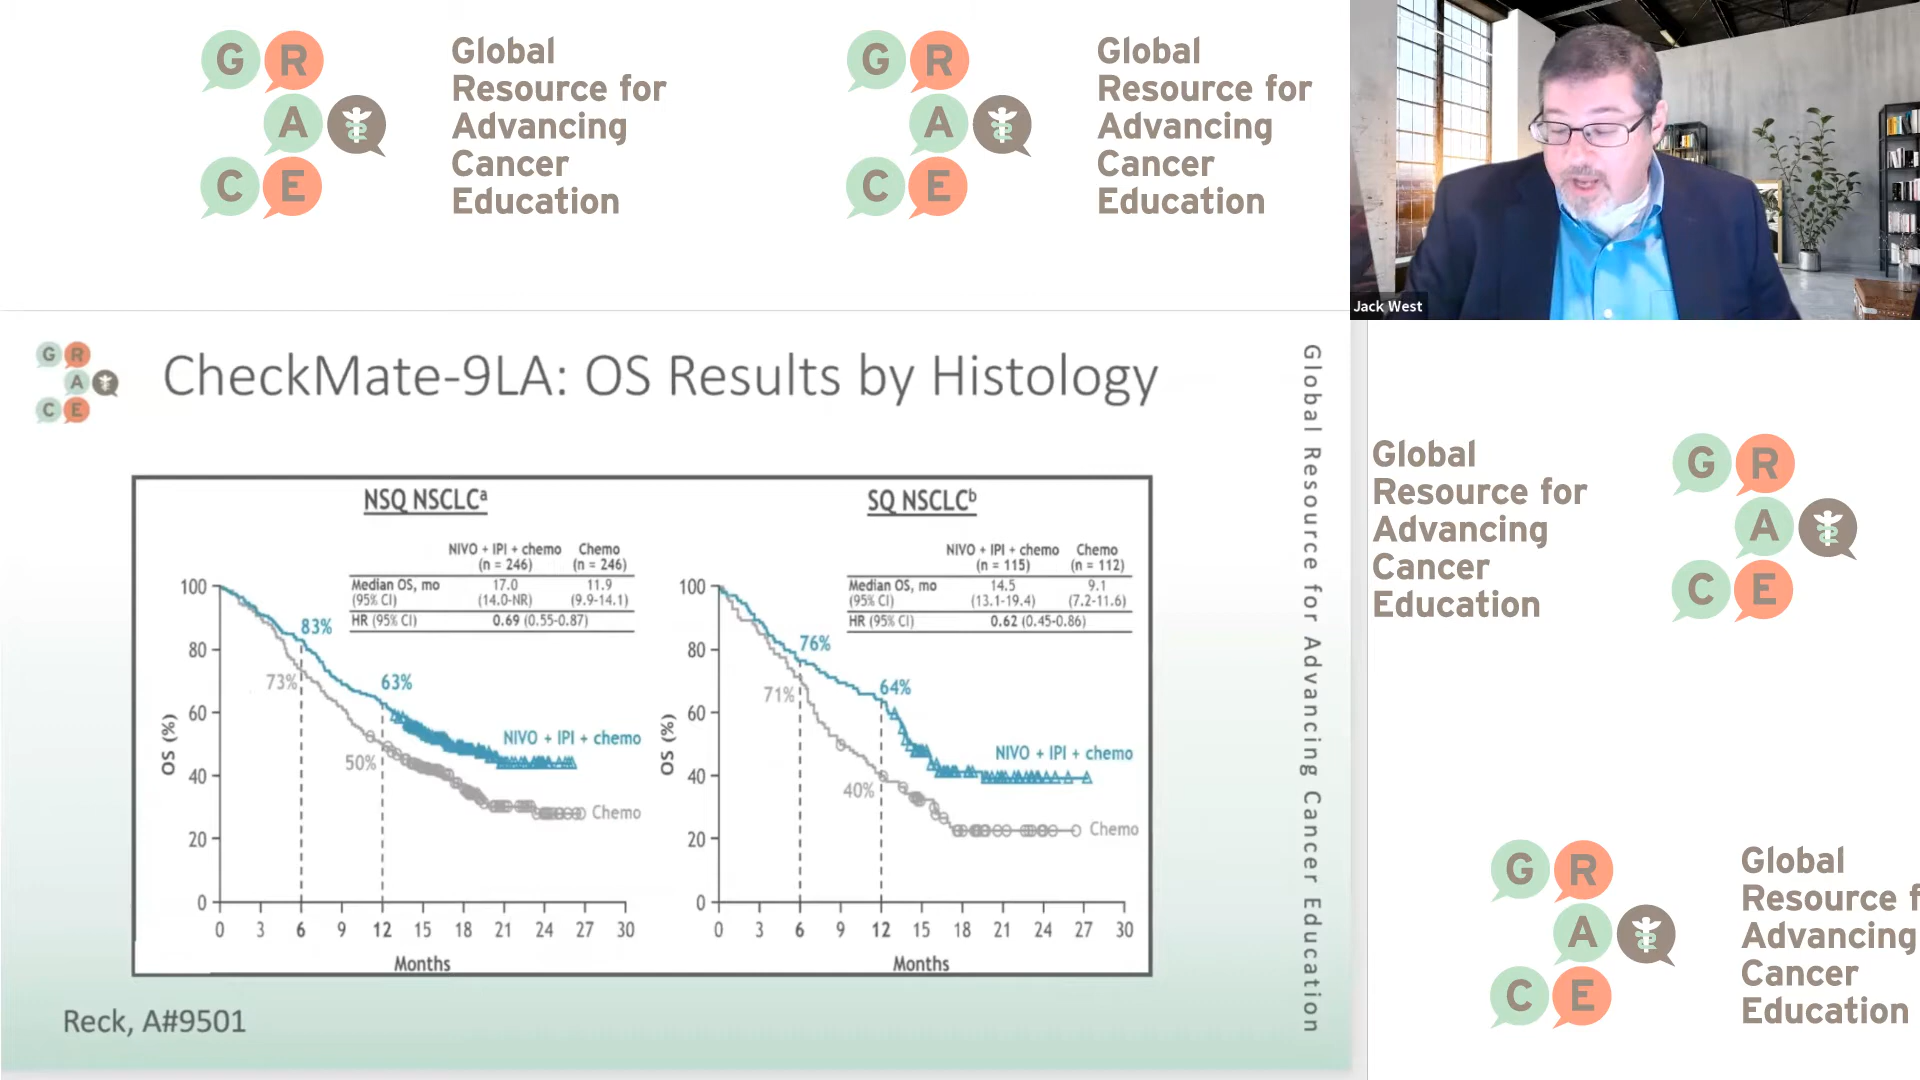 G R
A
C E
Global
Resource for
Advancing
Cancer
Education
G R
A
C E
Global
Resource for
Advancing
Cancer
Education
Jack West
G R
A
C E
CheckMate-9LA: OS Results by Histology
Global Resource for Advancing Cancer Education
NSQ NSCLCa
NIVO + IPI + chemo Chemo
(n = 246) (n = 246)
Median OS, mo 17.0 11.9
(95% CI) (14.0-NR) (9.9-14.1)
HR (95% CI) 0.69 (0.55-0.87)
OS (%)
100
80
60
40
20
0
83%
73%
63%
50%
NIVO + IPI + chemo
Chemo
0 3 6 9 12 15 18 21 24 27 30
Months
SQ NSCLCb
NIVO + IPI + chemo Chemo
(n = 115) (n = 112)
Median OS, mo 14.5 9.1
(95% CI) (13.1-19.4) (7.2-11.6)
HR (95% CI) 0.62 (0.45-0.86)
OS (%)
100
80
60
40
20
0
76%
71%
64%
40%
NIVO + IPI + chemo
Chemo
0 3 6 9 12 15 18 21 24 27 30
Months
Reck, A#9501
Global
Resource for
Advancing
Cancer
Education
G R
A
C E
G R
A
C E
Global
Resource f
Advancing
Cancer
Education